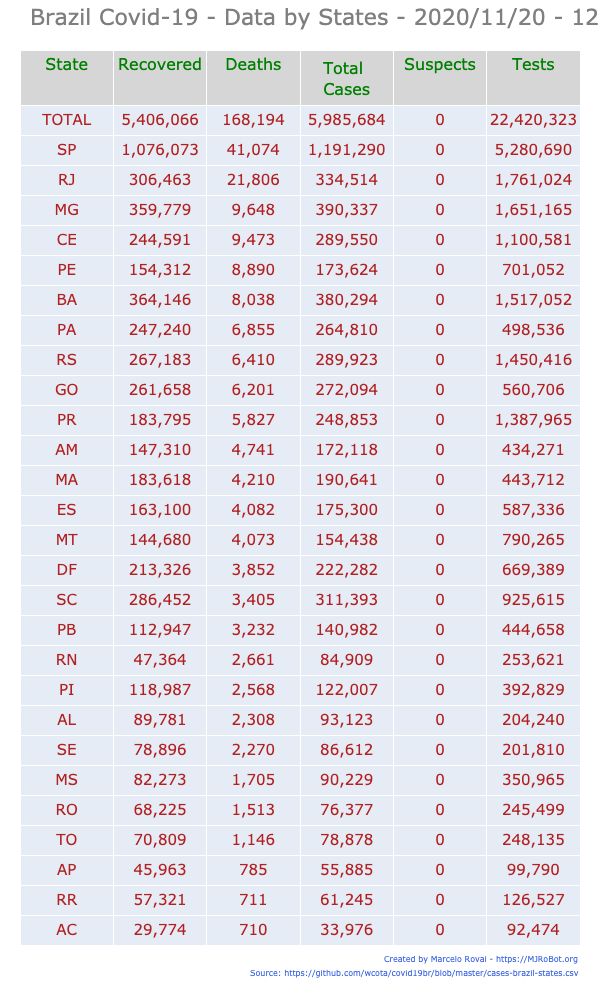 Brazil Covid-19 - Data by States - 2020/11/20 - 12
State Recovered Deaths Total Cases Suspects Tests
TOTAL 5,406,066 168,194 5,985,684 0 22,420,323
SP 1,076,073 41,074 1,191,290 0 5,280,690
RJ 306,463 21,806 334,514 0 1,761,024
MG 359,779 9,648 390,337 0 1,651,165
CE 244,591 9,473 289,550 0 1,100,581
PE 154,312 8,890 173,624 0 701,052
BA 364,146 8,038 380,294 0 1,517,052
PA 247,240 6,855 264,810 0 498,536
RS 267,183 6,410 289,923 0 1,450,416
GO 261,658 6,201 272,094 0 560,706
PR 183,795 5,827 248,853 0 1,387,965
AM 147,310 4,741 172,118 0 434,271
MA 183,618 4,210 190,641 0 443,712
ES 163,100 4,082 175,300 0 587,336
MT 144,680 4,073 154,438 0 790,265
DF 213,326 3,852 222,282 0 669,389
SC 286,452 3,405 311,393 0 925,615
PB 112,947 3,232 140,982 0 444,658
RN 47,364 2,661 84,909 0 253,621
PI 118,987 2,568 122,007 0 392,829
AL 89,781 2,308 93,123 0 204,240
SE 78,896 2,270 86,612 0 201,810
MS 82,273 1,705 90,229 0 350,965
RO 68,225 1,513 76,377 0 245,499
TO 70,809 1,146 78,878 0 248,135
AP 45,963 785 55,885 0 99,790
RR 57,321 711 61,245 0 126,527
AC 29,774 710 33,976 0 92,474
Created by Marcelo Rovai - https://MJRoBot.org
Source: https://github.com/wcota/covid19br/blob/master/cases-brazil-states.csv